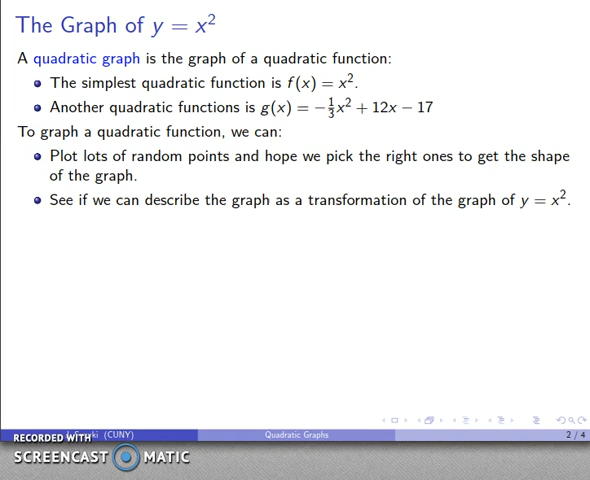 The Graph of y = x²
A quadratic graph is the graph of a quadratic function:
The simplest quadratic function is f(x) = x².
Another quadratic functions is g(x) = −⅓x² + 12x − 17
To graph a quadratic function, we can:
Plot lots of random points and hope we pick the right ones to get the shape
of the graph.
See if we can describe the graph as a transformation of the graph of y = x².
(CUNY) Quadratic Graphs 2 / 4
RECORDED WITH
SCREENCAST MATIC